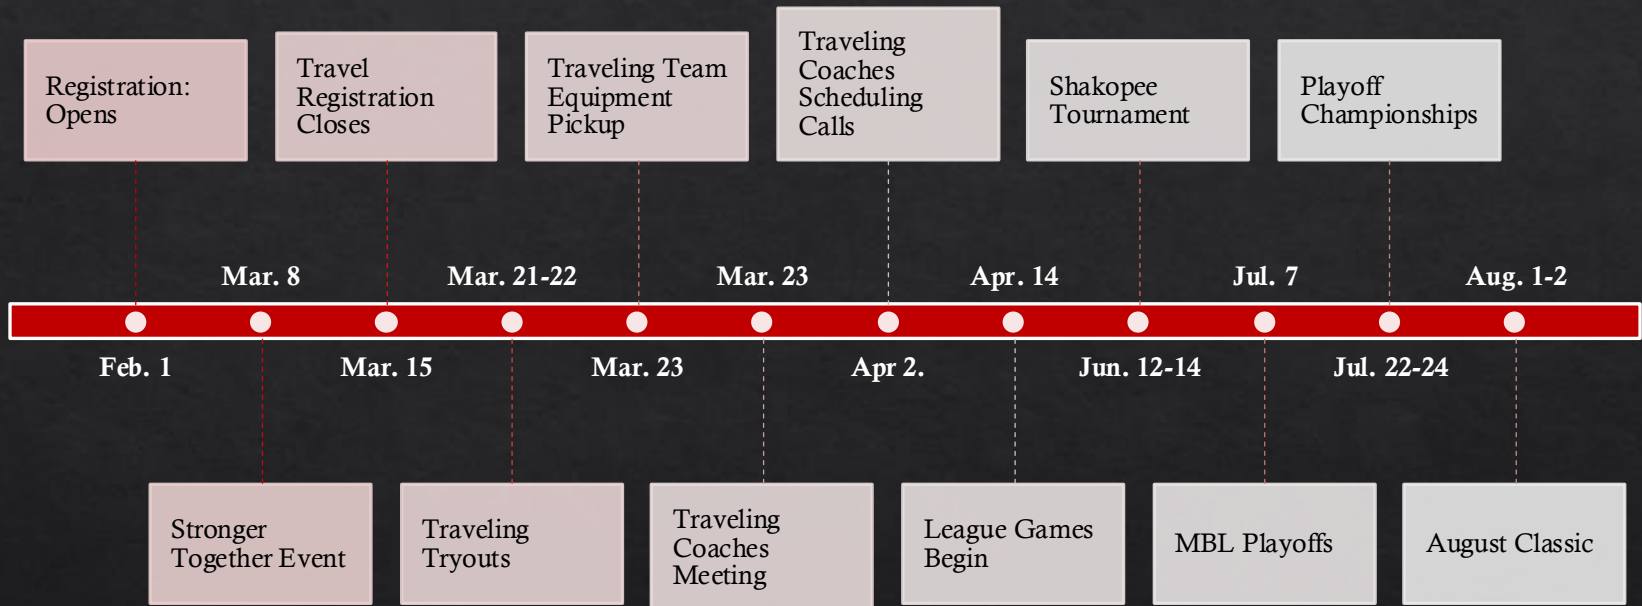 Registration:
Opens
Travel
Registration
Closes
Traveling Team
Equipment
Pickup
Traveling
Coaches
Scheduling
Calls
Shakopee
Tournament
Playoff
Championships
Mar. 8
Mar. 21-22
Mar. 23
Apr. 14
Jul. 7
Aug. 1-2
Feb. 1
Mar. 15
Mar. 23
Apr 2.
Jun. 12-14
Jul. 22-24
Stronger
Together Event
Traveling
Tryouts
Traveling
Coaches
Meeting
League Games
Begin
MBL Playoffs
August Classic